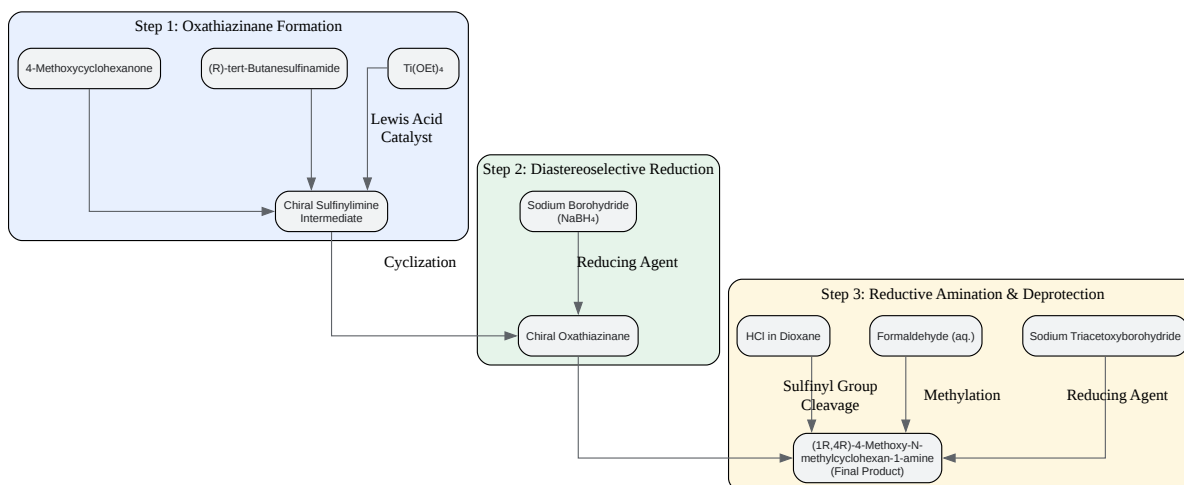 Step 1: Oxathiazinane Formation
4-Methoxycyclohexanone
(R)-tert-Butanesulfinamide
Ti(OEt)₄
Lewis Acid
Catalyst
Chiral Sulfinylimine
Intermediate
Cyclization
Step 2: Diastereoselective Reduction
Sodium Borohydride
(NaBH₄)
Reducing Agent
Chiral Oxathiazinane
Step 3: Reductive Amination & Deprotection
HCl in Dioxane
Formaldehyde (aq.)
Sodium Triacetoxyborohydride
Sulfinyl Group
Cleavage
Methylation
Reducing Agent
(1R,4R)-4-Methoxy-N-
methylcyclohexan-1-amine
(Final Product)